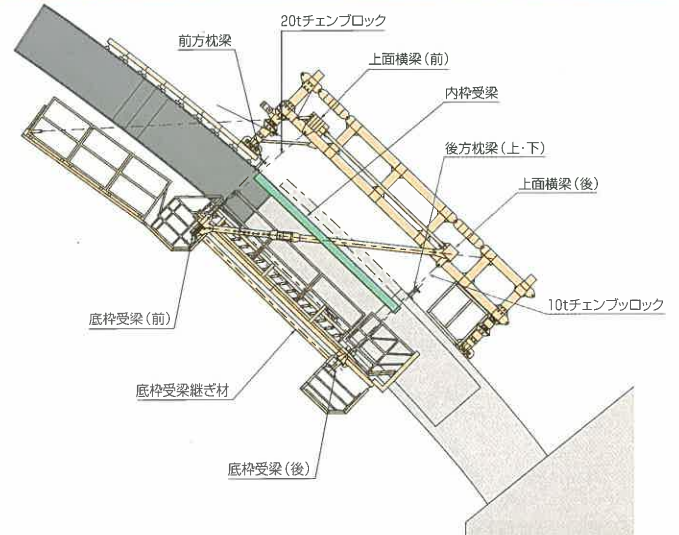 20tチェンブロック
前方枕梁
上面横梁(前)
内枠受梁
後方枕梁(上・下)
上面横梁(後)
10tチェンブッロック
底枠受梁(前)
底枠受梁継ぎ材
底枠受梁(後)